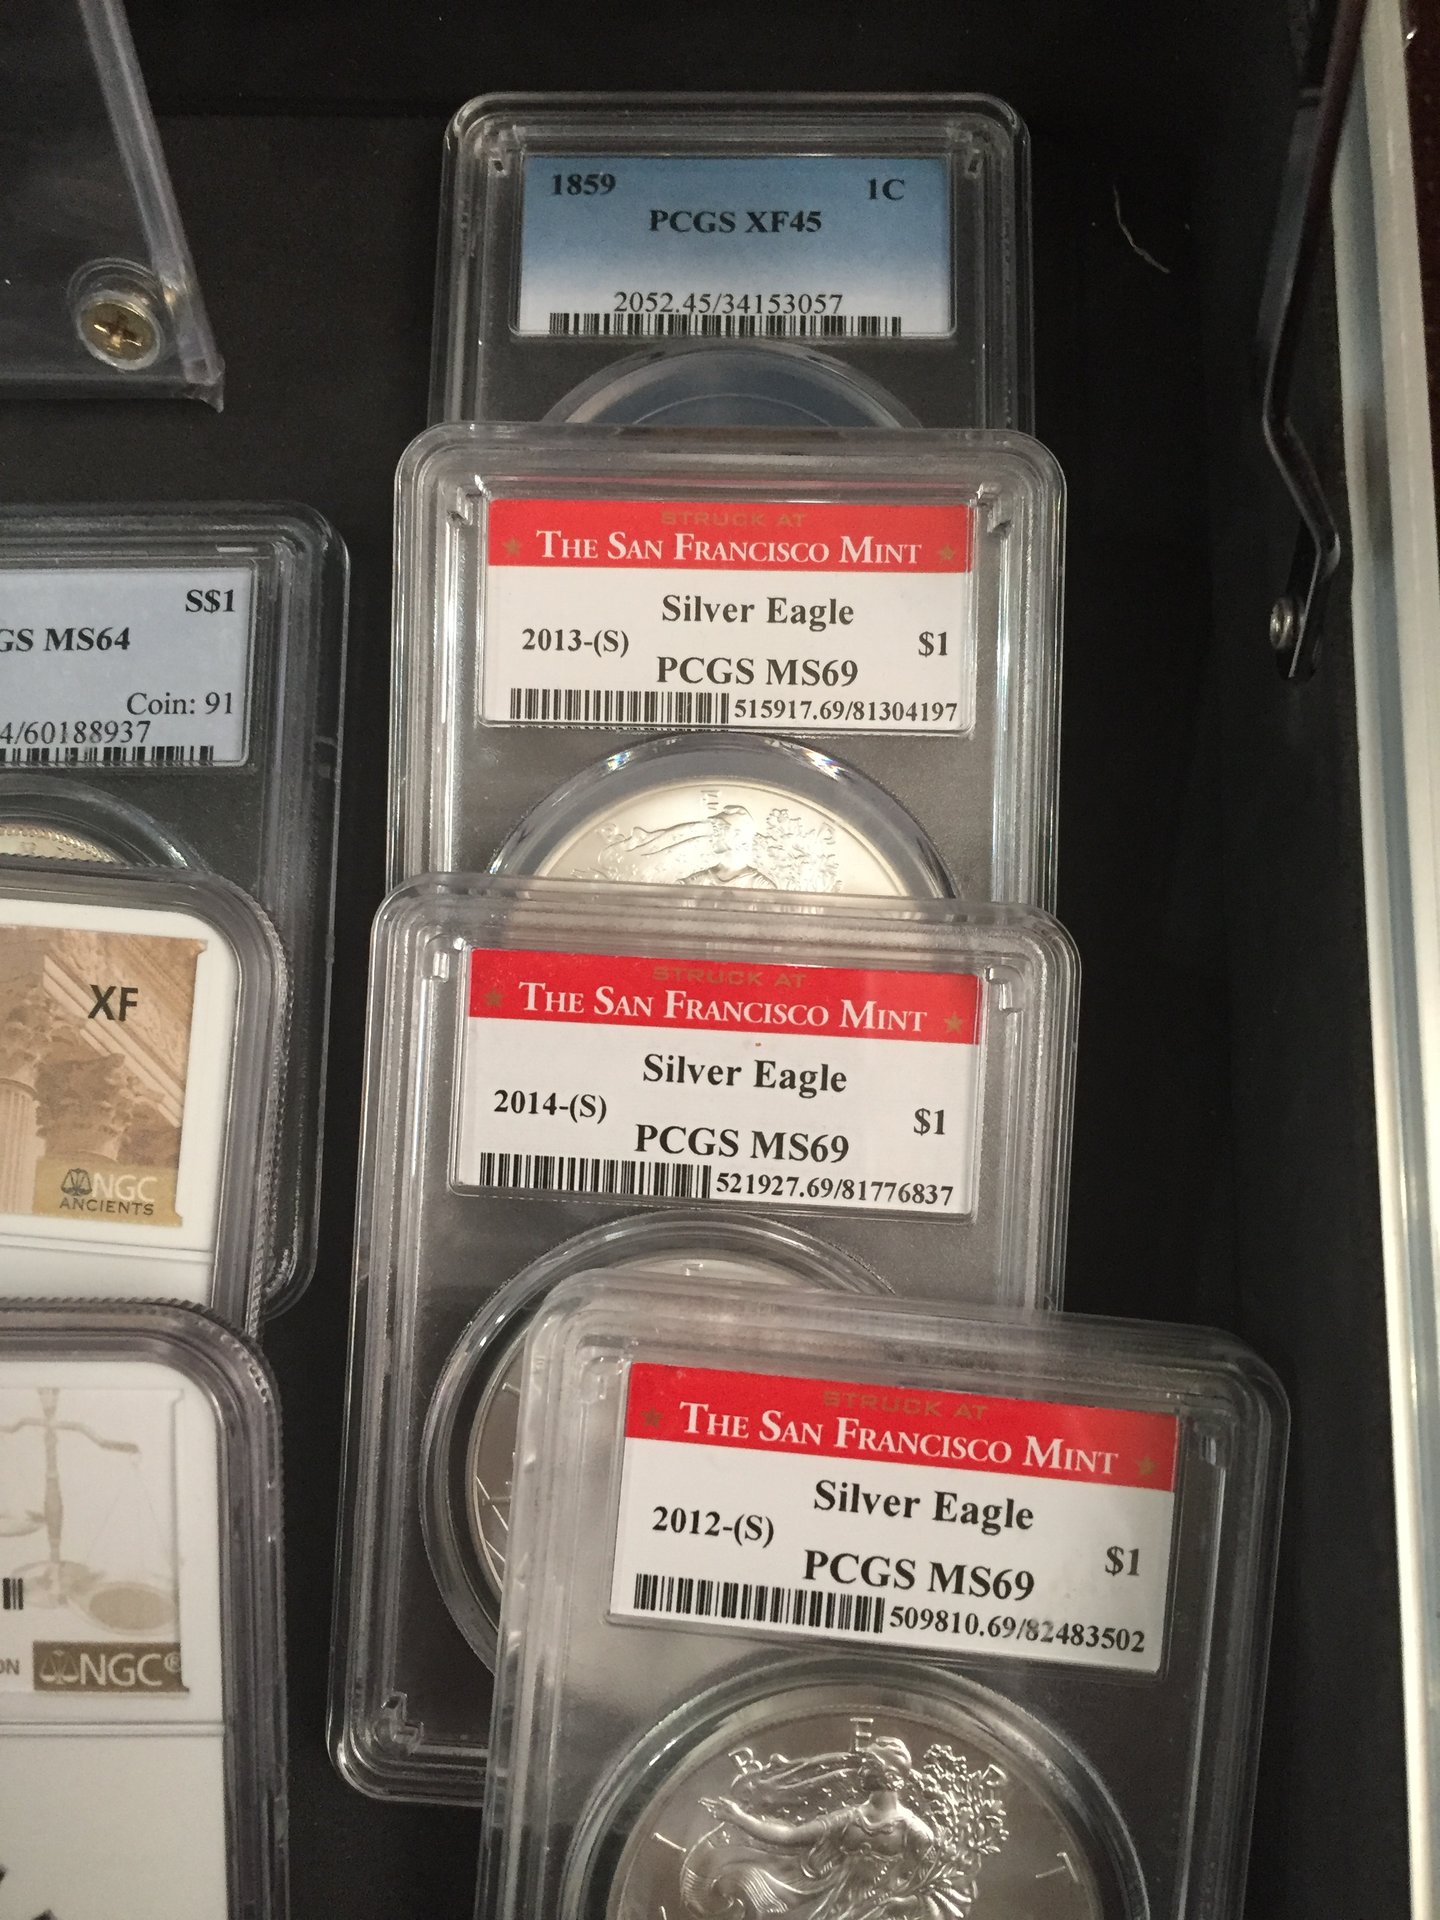 1859 1C
PCGS XF45
2052.45/34153057
STRUCK AT
THE SAN FRANCISCO MINT
Silver Eagle
2013-(S) $1
PCGS MS69
515917.69/81304197
E
STRUCK AT
THE SAN FRANCISCO MINT
Silver Eagle
2014-(S) $1
PCGS MS69
521927.69/81776837
STRUCK AT
THE SAN FRANCISCO MINT
Silver Eagle
2012-(S) $1
PCGS MS69
509810.69/82483502
I B E T
S$1
GS MS64
Coin: 91
4/60188937
XF
NGC
ANCIENTS
ON NGC®